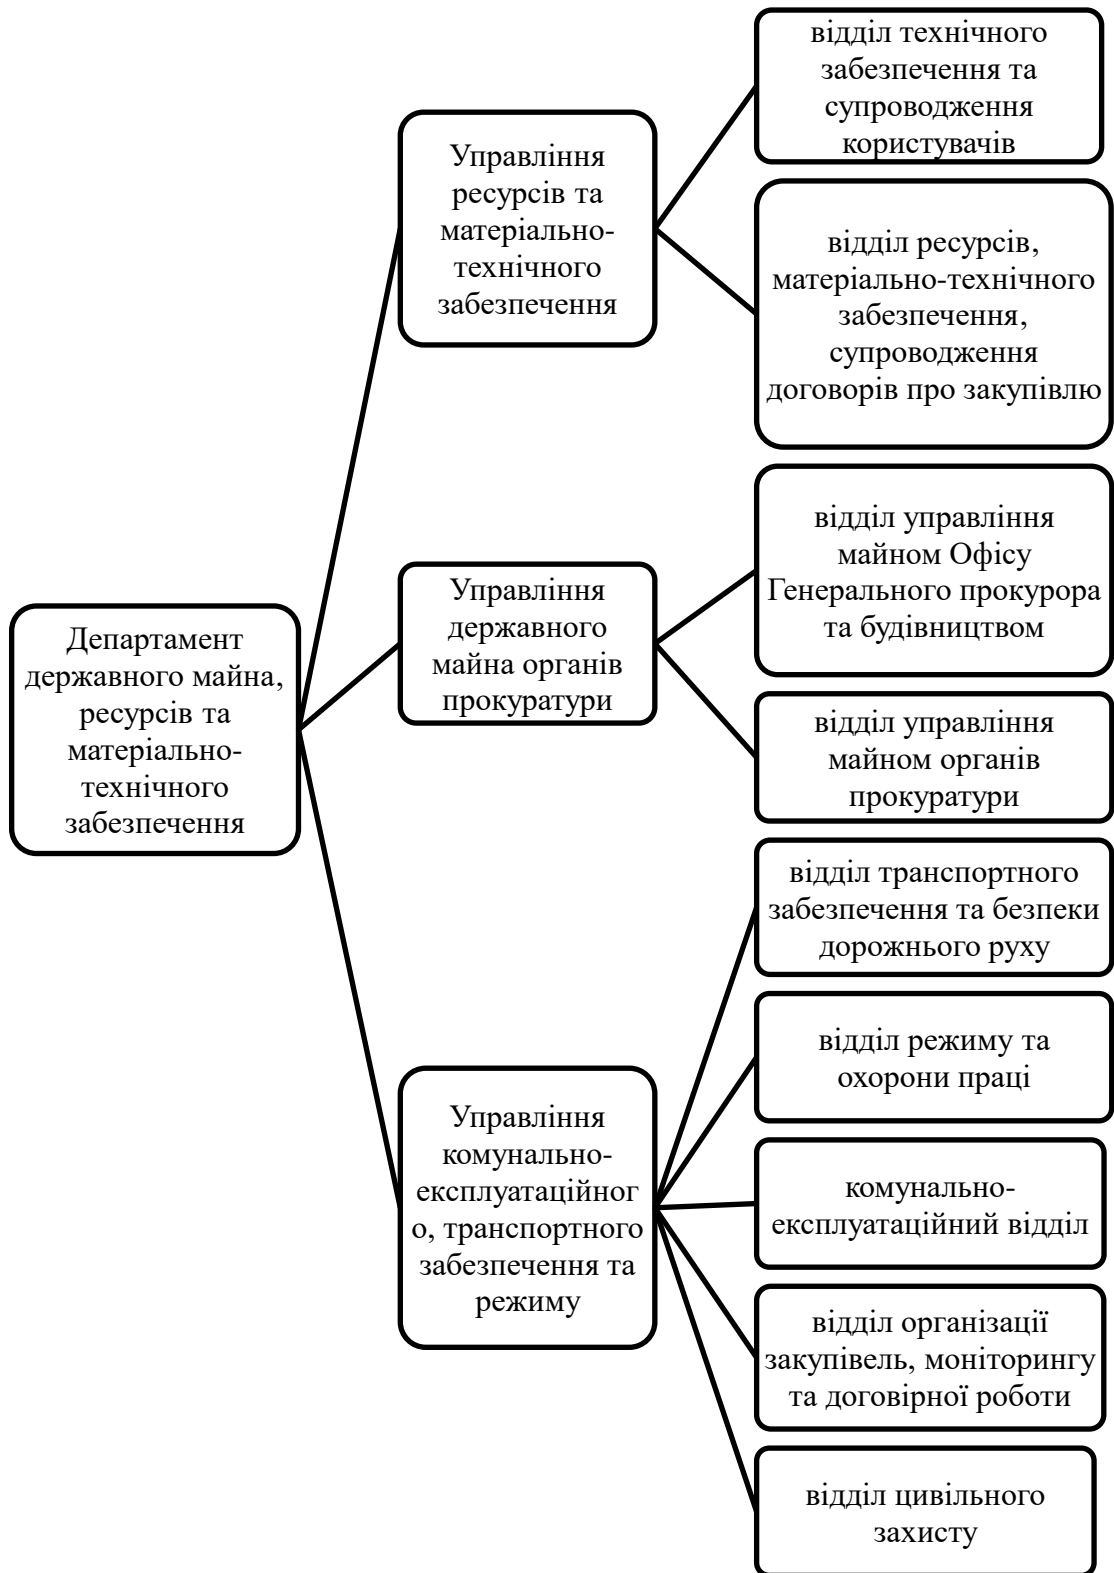 Департамент
державного майна,
ресурсів та
матеріально-
технічного
забезпечення
Управління
ресурсів та
матеріально-
технічного
забезпечення
відділ технічного
забезпечення та
супроводження
користувачів
відділ ресурсів,
матеріально-технічного
забезпечення,
супроводження
договорів про закупівлю
Управління
державного
майна органів
прокуратури
відділ управління
майном Офісу
Генерального прокурора
та будівництвом
відділ управління
майном органів
прокуратури
Управління
комунально-
експлуатаційног
о, транспортного
забезпечення та
режиму
відділ транспортного
забезпечення та безпеки
дорожнього руху
відділ режиму та
охорони праці
комунально-
експлуатаційний відділ
відділ організації
закупівель, моніторингу
та договірної роботи
відділ цивільного
захисту